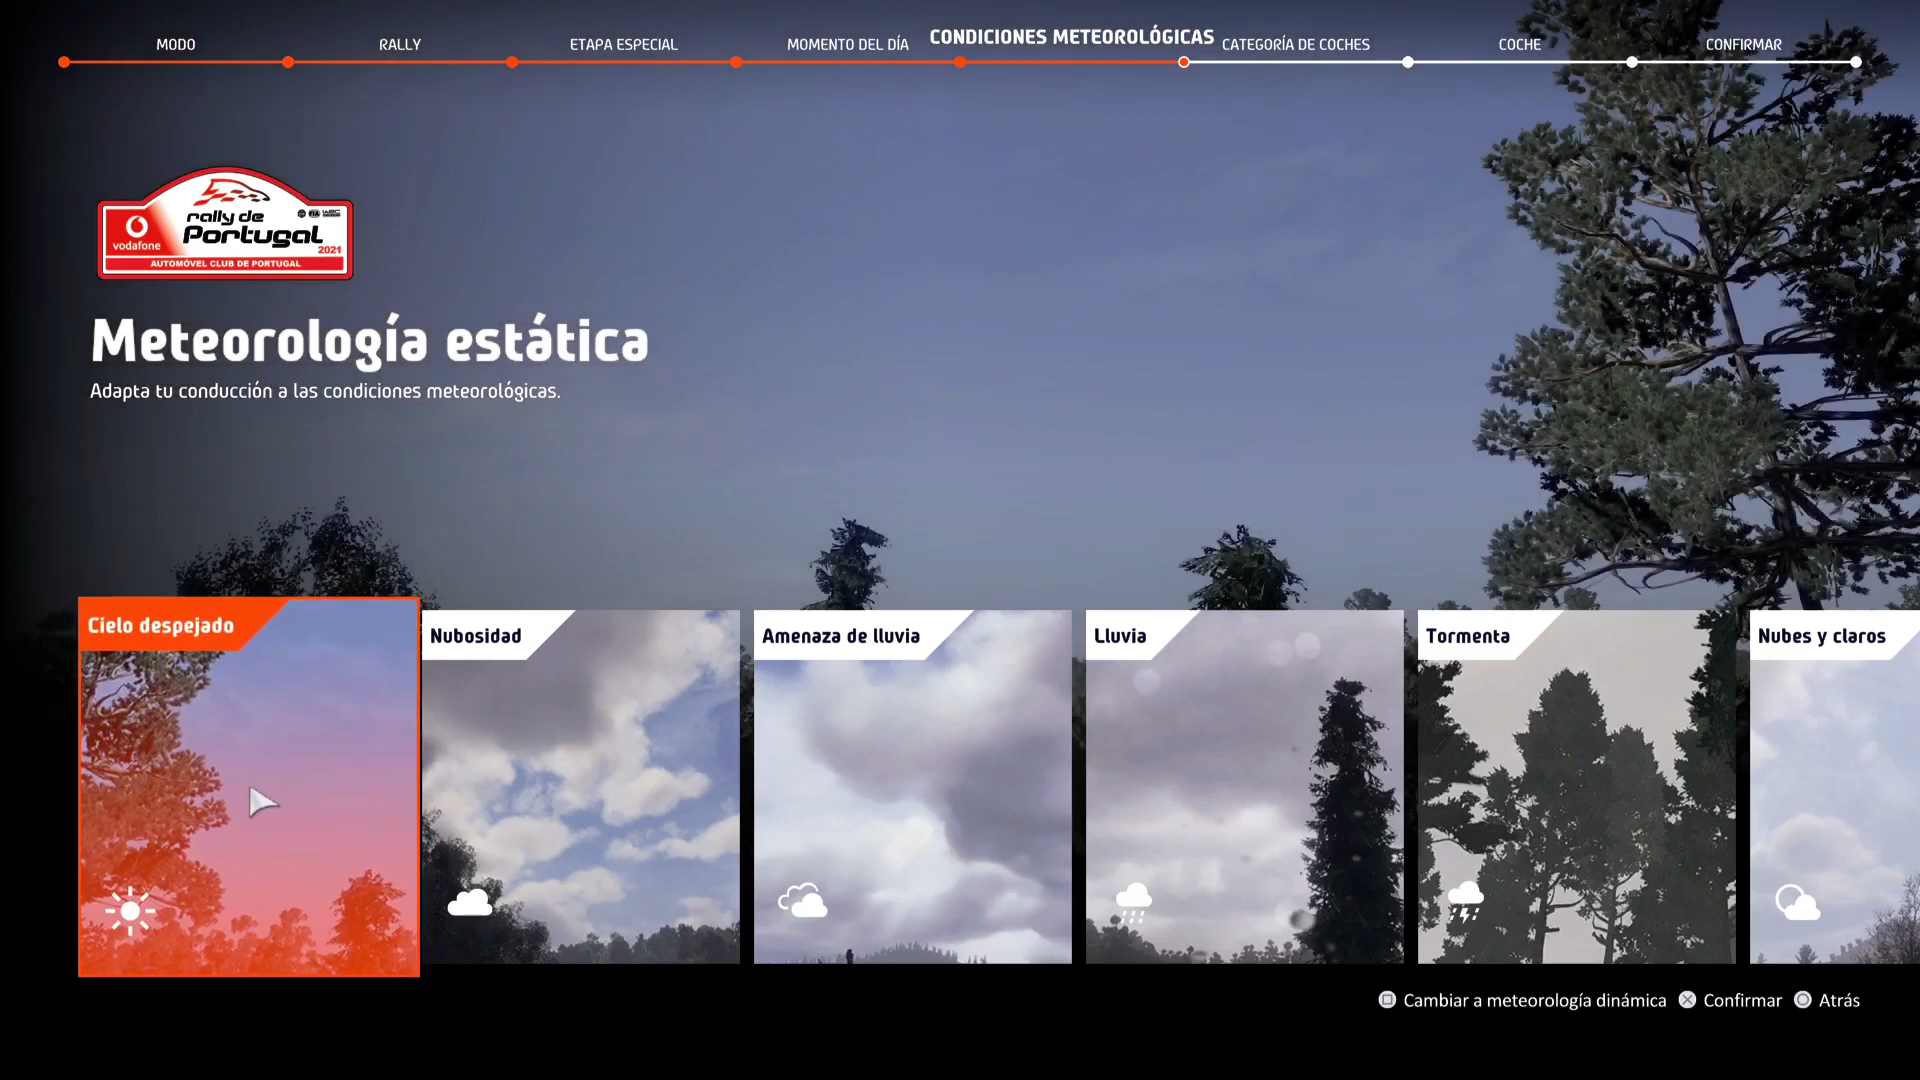 MODO
RALLY
ETAPA ESPECIAL
MOMENTO DEL DÍA
CONDICIONES METEOROLÓGICAS
CATEGORÍA DE COCHES
COCHE
CONFIRMAR
rally de
Portugal
vodafone
2021
AUTOMÓVEL CLUB DE PORTUGAL
Meteorología estática
Adapta tu conducción a las condiciones meteorológicas.
Cielo despejado
Nubosidad
Amenaza de lluvia
Lluvia
Tormenta
Nubes y claros
Cambiar a meteorología dinámica
Confirmar
Atrás